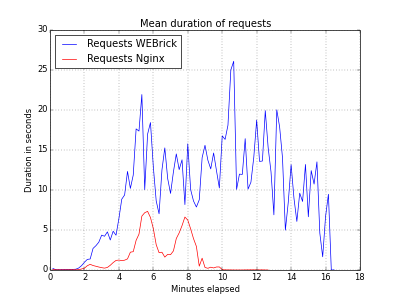 Mean duration of requests
Requests WEBrick
Requests Nginx
Duration in seconds
30
25
20
15
10
5
0
0 2 4 6 8 10 12 14 16 18
Minutes elapsed